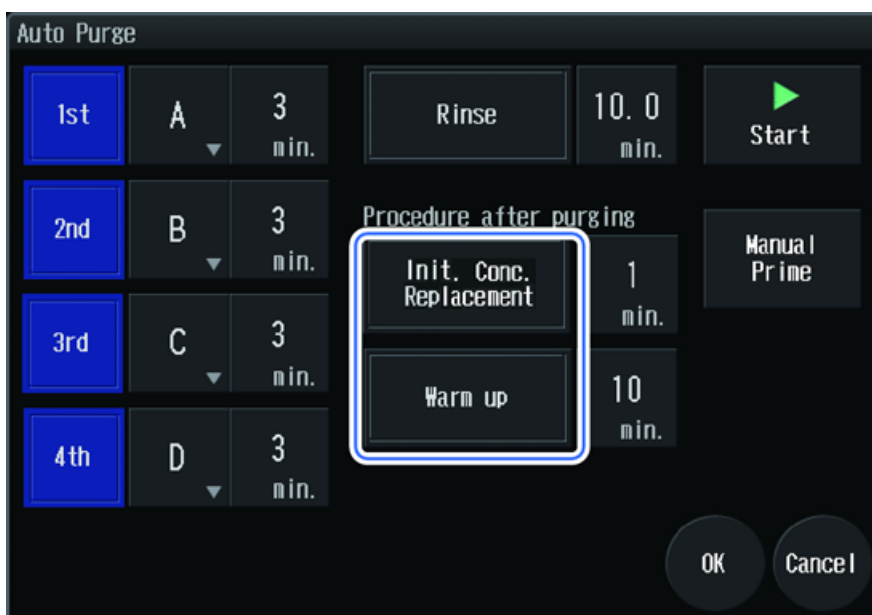 Auto Purge
1st
A
3
min.
Rinse
10.0
min.
Start
2nd
B
3
min.
Procedure after purging
Init. Conc.
Replacement
1
min.
Manual
Prime
3rd
C
3
min.
Warm up
10
min.
4th
D
3
min.
OK
Cancel